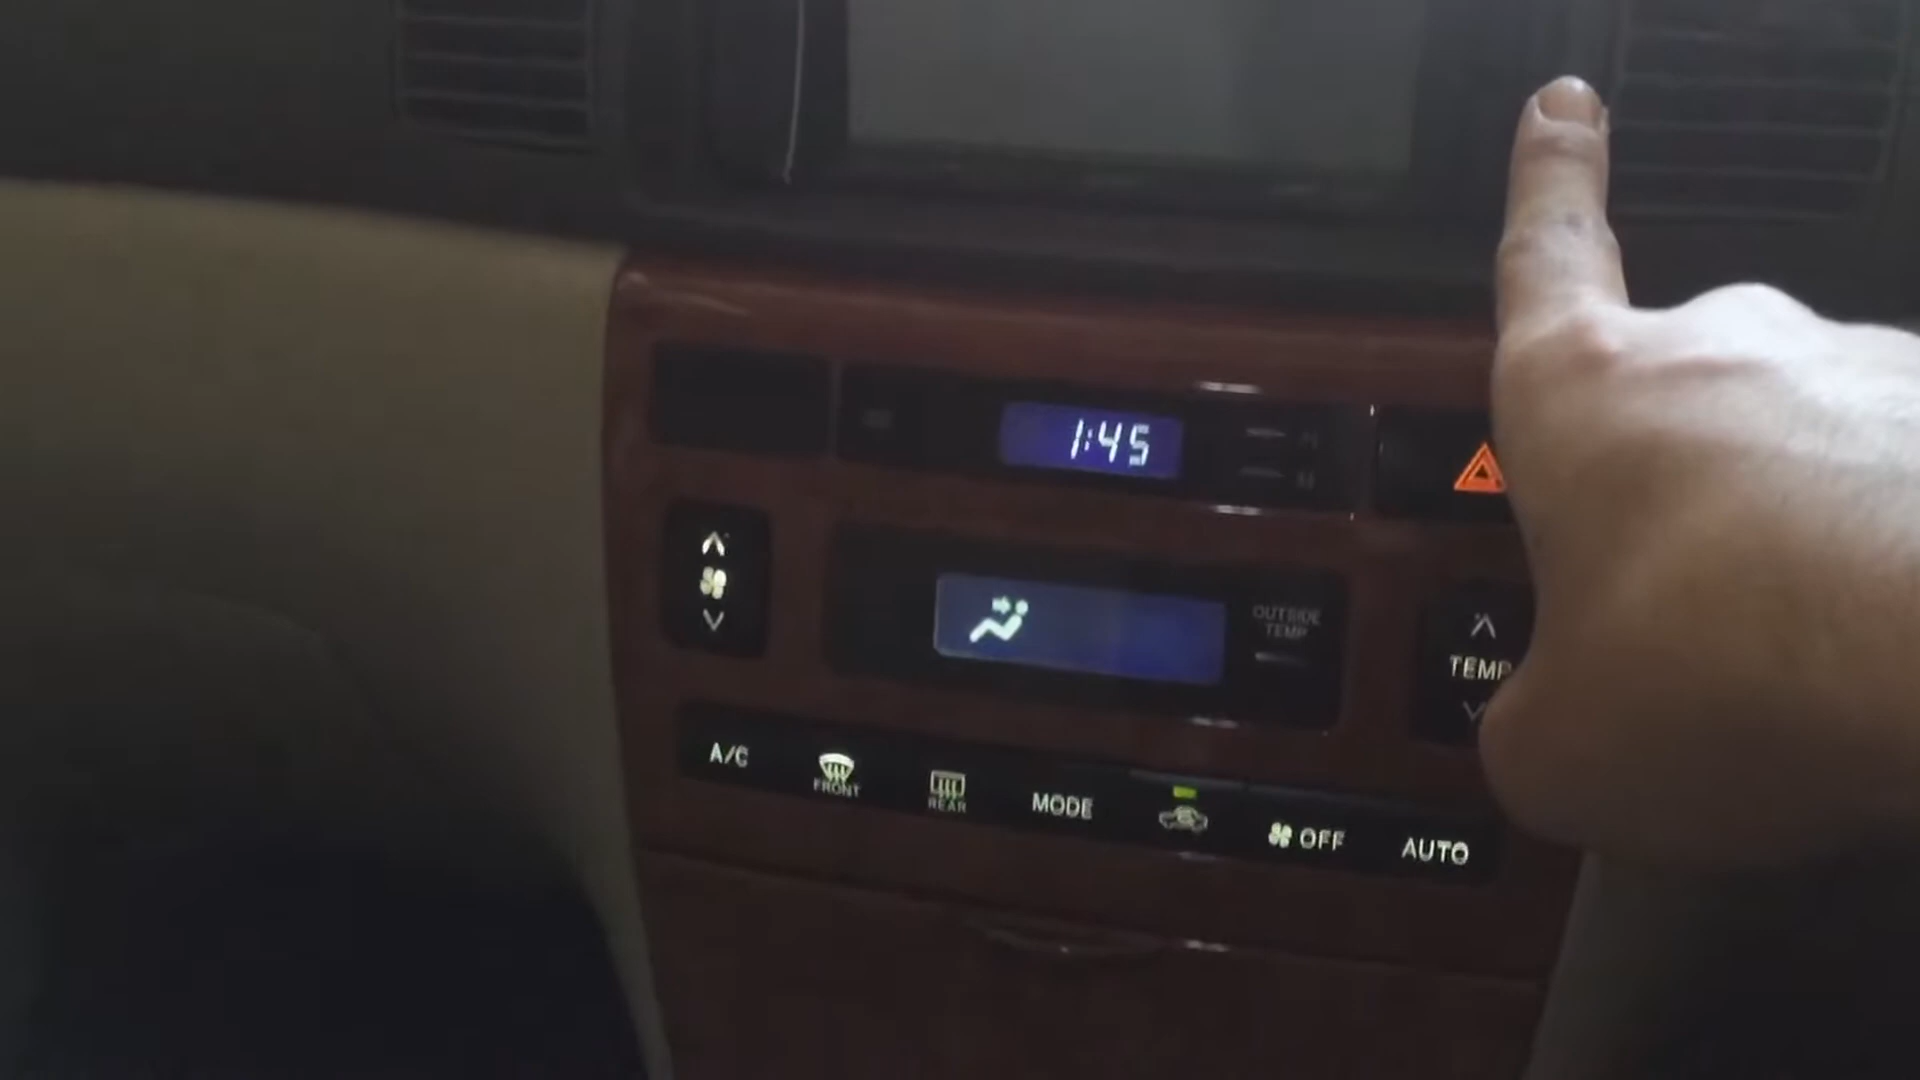 1:45
OUTSIDE
TEMP
TEMP
A/C
FRONT
REAR
MODE
OFF
AUTO